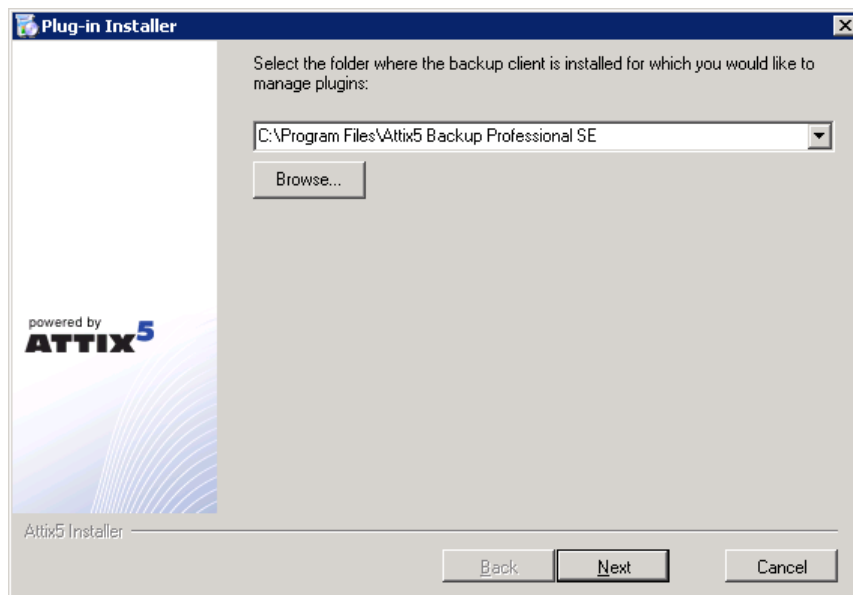 Plug-in Installer
Select the folder where the backup client is installed for which you would like to
manage plugins:
C:\Program Files\Attix5 Backup Professional SE
Browse...
powered by
ATTIX5
Attix5 Installer
Back
Next
Cancel